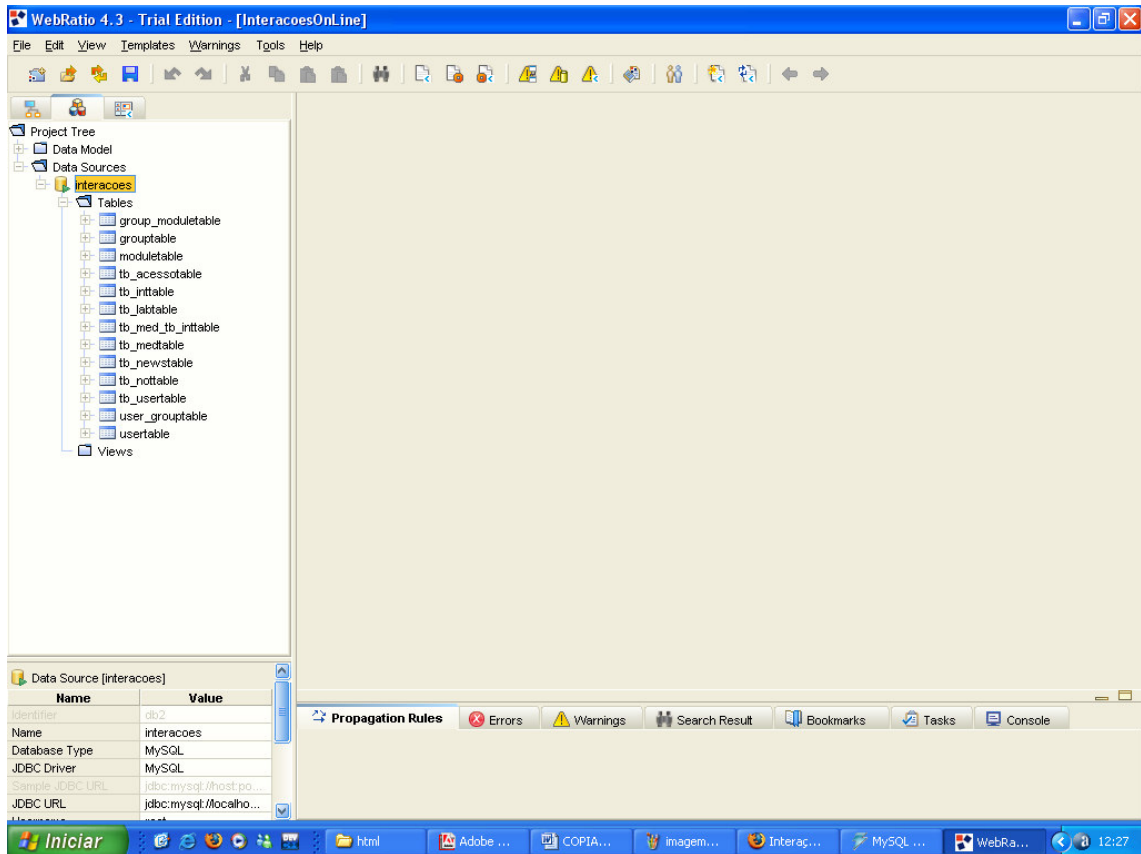 WebRatio 4.3 - Trial Edition - [InteracoesOnLine]
File Edit View Templates Warnings Tools Help
Project Tree
Data Model
Data Sources
interacoes
Tables
group_moduletable
grouptable
moduletable
tb_acessotable
tb_inttable
tb_labtable
tb_med_tb_inttable
tb_medtable
tb_newstable
tb_nottable
tb_usertable
user_grouptable
usertable
Views
Data Source [interacoes]
Name Value
Identifier db2
Name interacoes
Database Type MySQL
JDBC Driver MySQL
Sample JDBC URL jdbc:mysql://host:po...
JDBC URL jdbc:mysql://localho...
Propagation Rules Errors Warnings Search Result Bookmarks Tasks Console
Iniciar html Adobe ... COPIA... imagem... Interaç... MySQL ... WebRa... 12:27